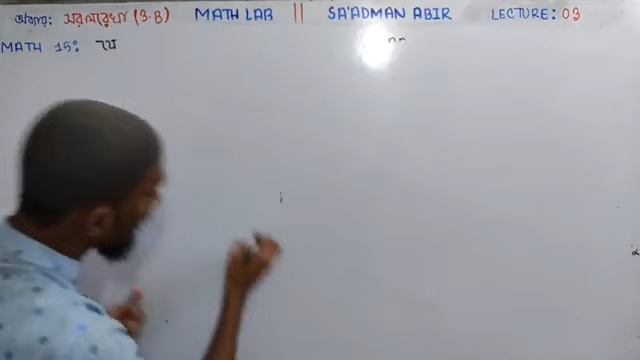 অধ্যায়: সরলরেখা (3.B) MATH LAB || SA'ADMAN ABIR LECTURE: 03
MATH 15: যে
i
α